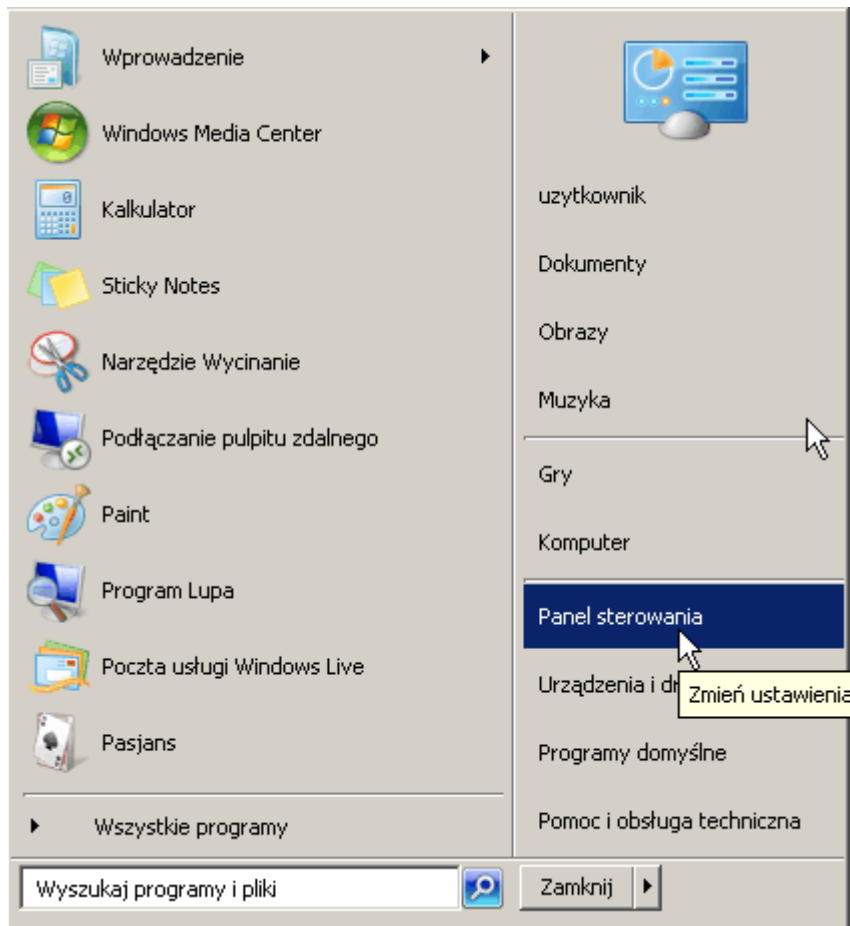 Wprowadzenie
Windows Media Center
Kalkulator
Sticky Notes
Narzędzie Wycinanie
Podłączanie pulpitu zdalnego
Paint
Program Lupa
Poczta usługi Windows Live
Pasjans
Wszystkie programy
Wyszukaj programy i pliki
uzytkownik
Dokumenty
Obrazy
Muzyka
Gry
Komputer
Panel sterowania
Urządzenia i
Zmień ustawienia
Programy domyślne
Pomoc i obsługa techniczna
Zamknij